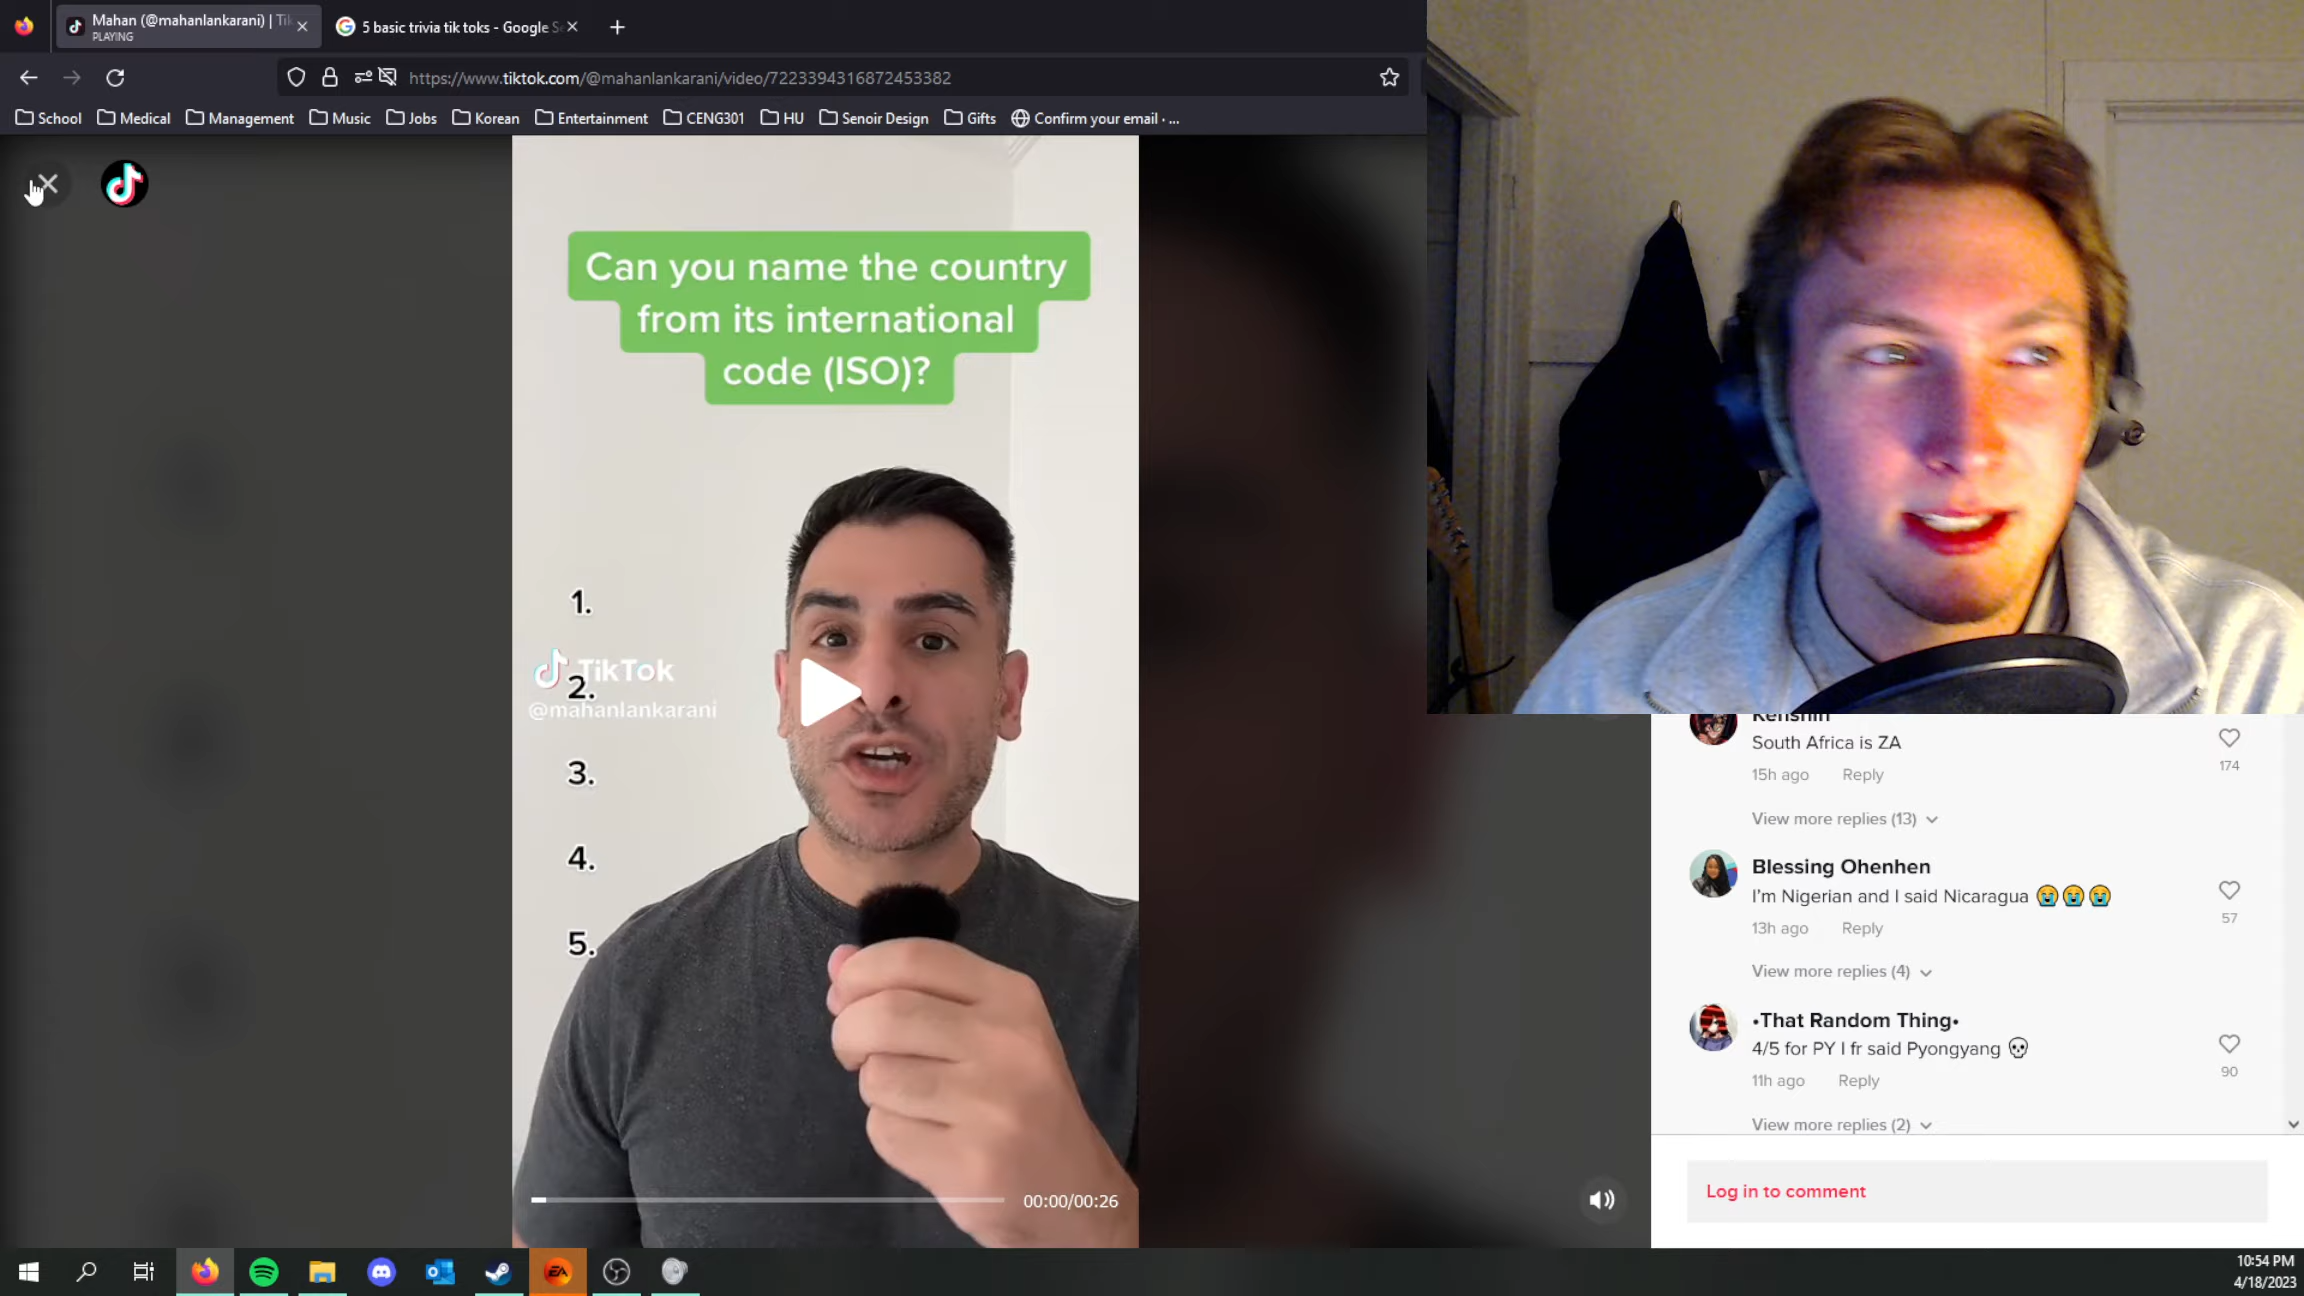 Mahan (@mahanlankarani) | Tik
PLAYING
5 basic trivia tik toks - Google Se
https://www.tiktok.com/@mahanlankarani/video/7223394316872453382
School
Medical
Management
Music
Jobs
Korean
Entertainment
CENG301
HU
Senoir Design
Gifts
Confirm your email · ...
Can you name the country
from its international
code (ISO)?
1.
TikTok
2.
@mahanlankarani
3.
4.
5.
00:00/00:26
Kenshin
South Africa is ZA
15h ago Reply
174
View more replies (13)
Blessing Ohenhen
I'm Nigerian and I said Nicaragua 😭😭😭
13h ago Reply
57
View more replies (4)
•That Random Thing•
4/5 for PY I fr said Pyongyang 💀
11h ago Reply
90
View more replies (2)
Log in to comment
EA
10:54 PM
4/18/2023